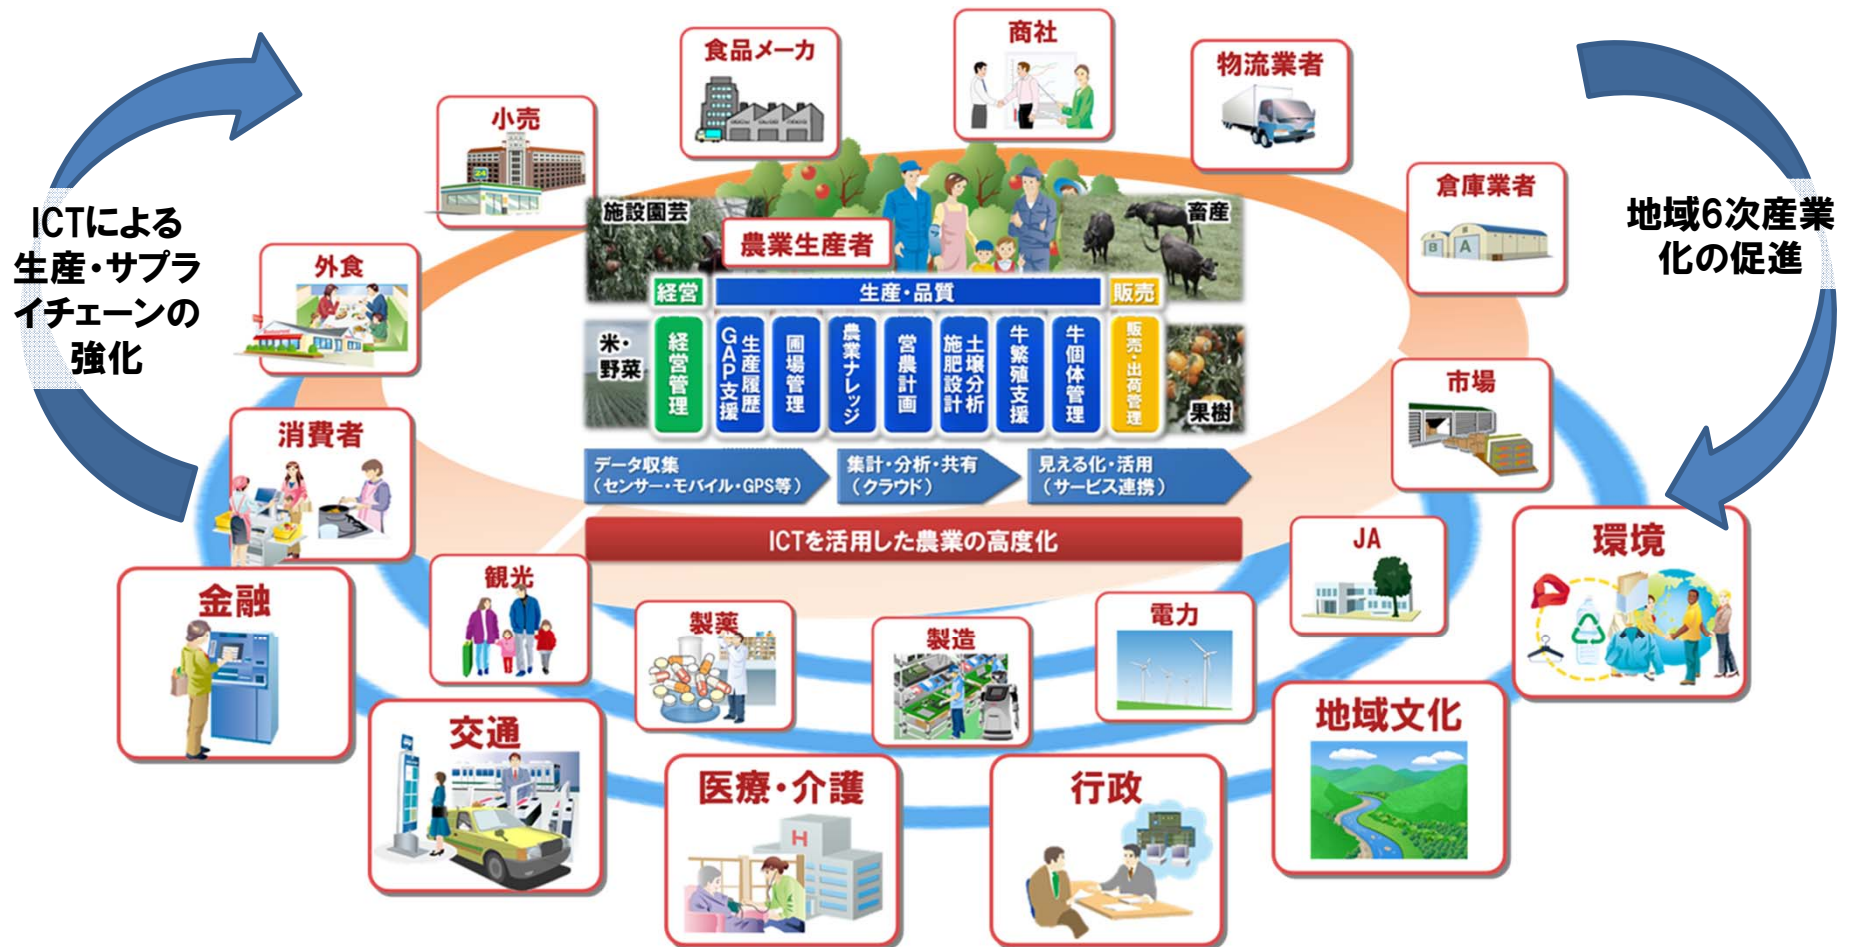 商社
食品メーカ
物流業者
小売
倉庫業者
外食
ICTによる
生産・サプラ
イチェーンの
強化
地域6次産業
化の促進
施設園芸
農業生産者
畜産
経営
生産・品質
販売
米・
野菜
経営管理
生産履歴
GAP支援
圃場管理
農業ナレッジ
営農計画
土壌分析
施肥設計
牛繁殖支援
牛個体管理
販売・出荷管理
果樹
市場
消費者
データ収集
（センサー・モバイル・GPS等）
集計・分析・共有
（クラウド）
見える化・活用
（サービス連携）
ICTを活用した農業の高度化
JA
環境
金融
観光
製薬
製造
電力
交通
地域文化
医療・介護
行政
24
B
A
H